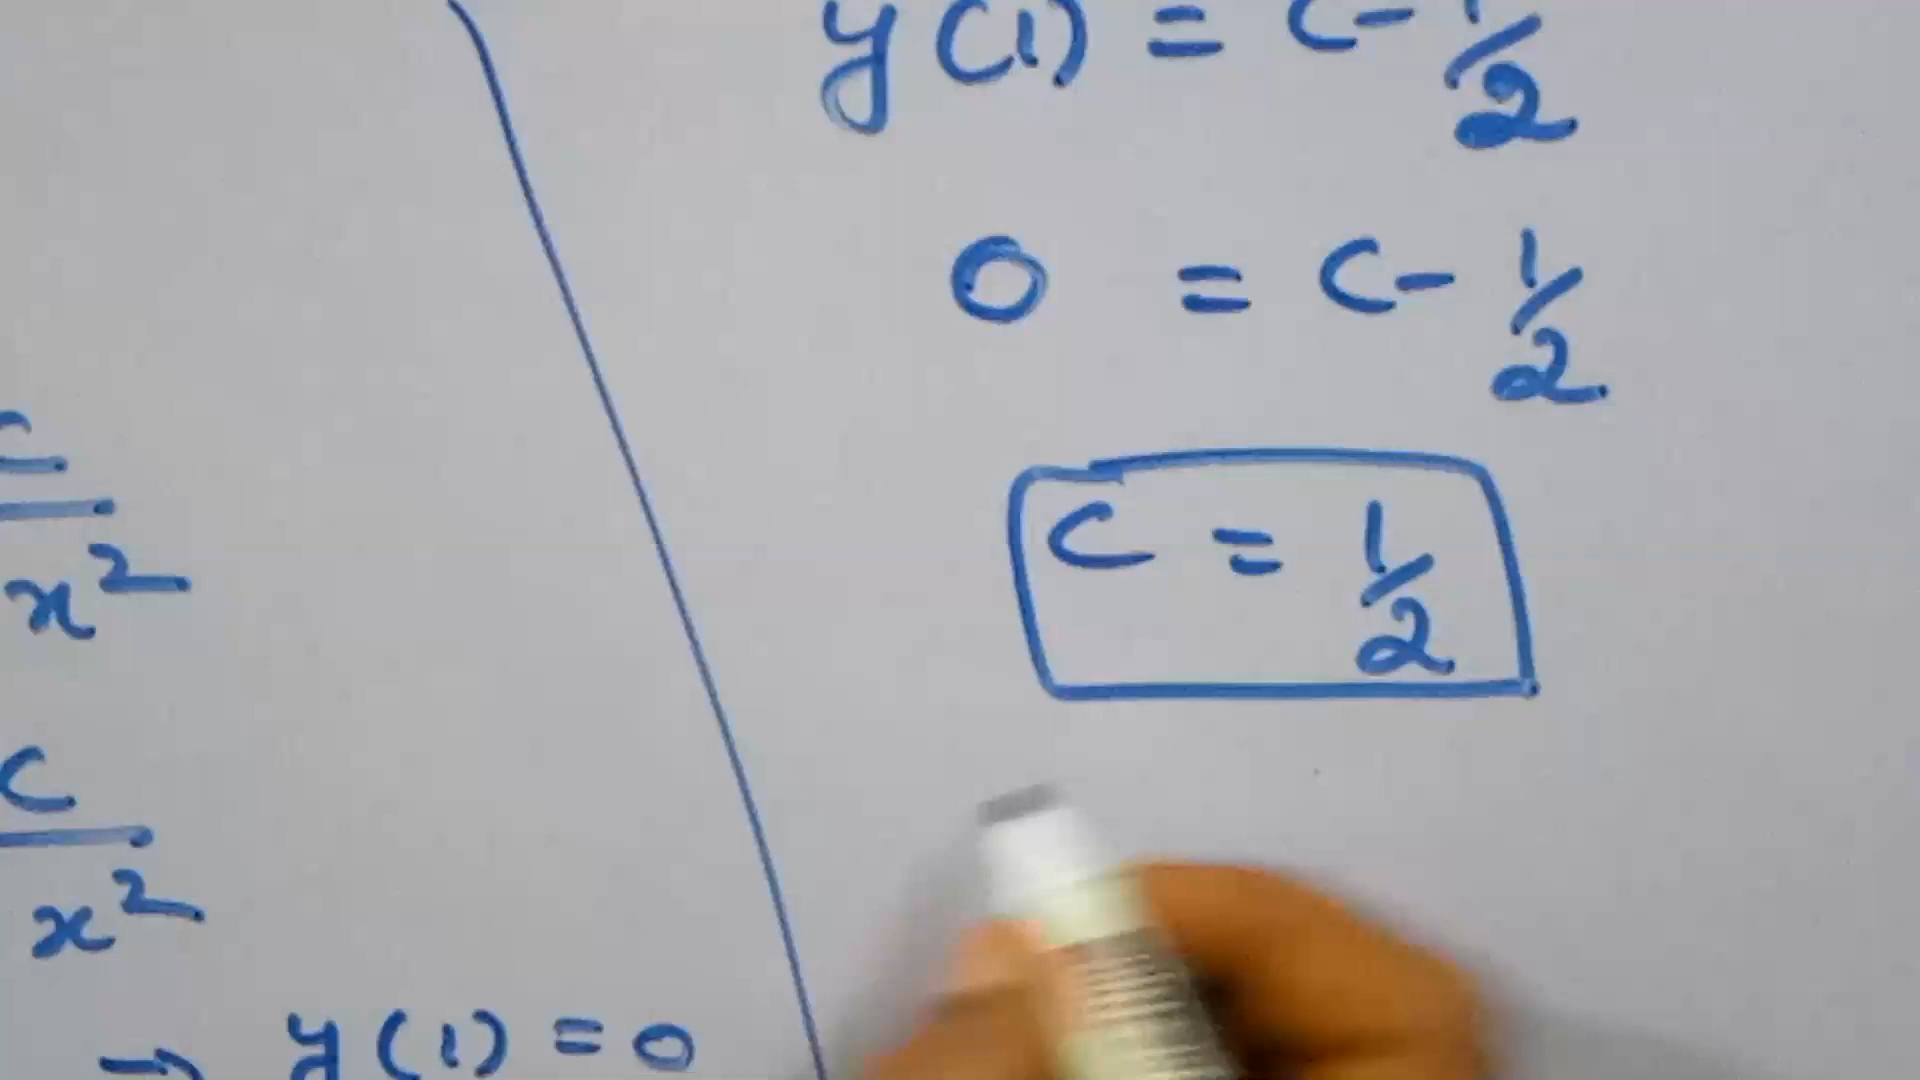 x²
C
x²
→ y(1) = 0
y(1) = C - 1/2
0 = C - 1/2
C = 1/2